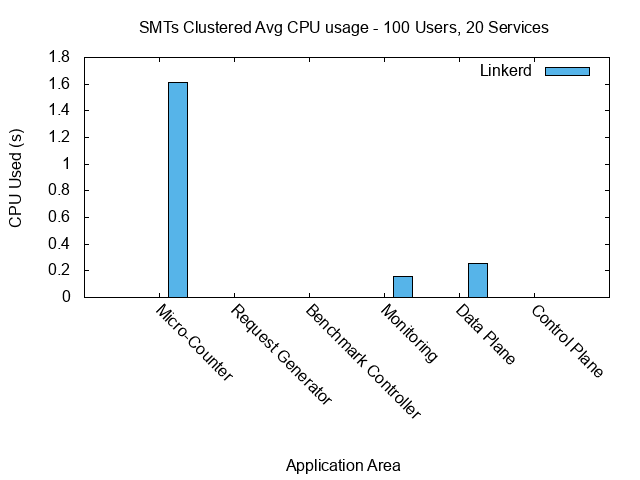 SMTs Clustered Avg CPU usage - 100 Users, 20 Services
Linkerd
CPU Used (s)
1.8
1.6
1.4
1.2
1
0.8
0.6
0.4
0.2
0
Micro-Counter
Request Generator
Benchmark Controller
Monitoring
Data Plane
Control Plane
Application Area